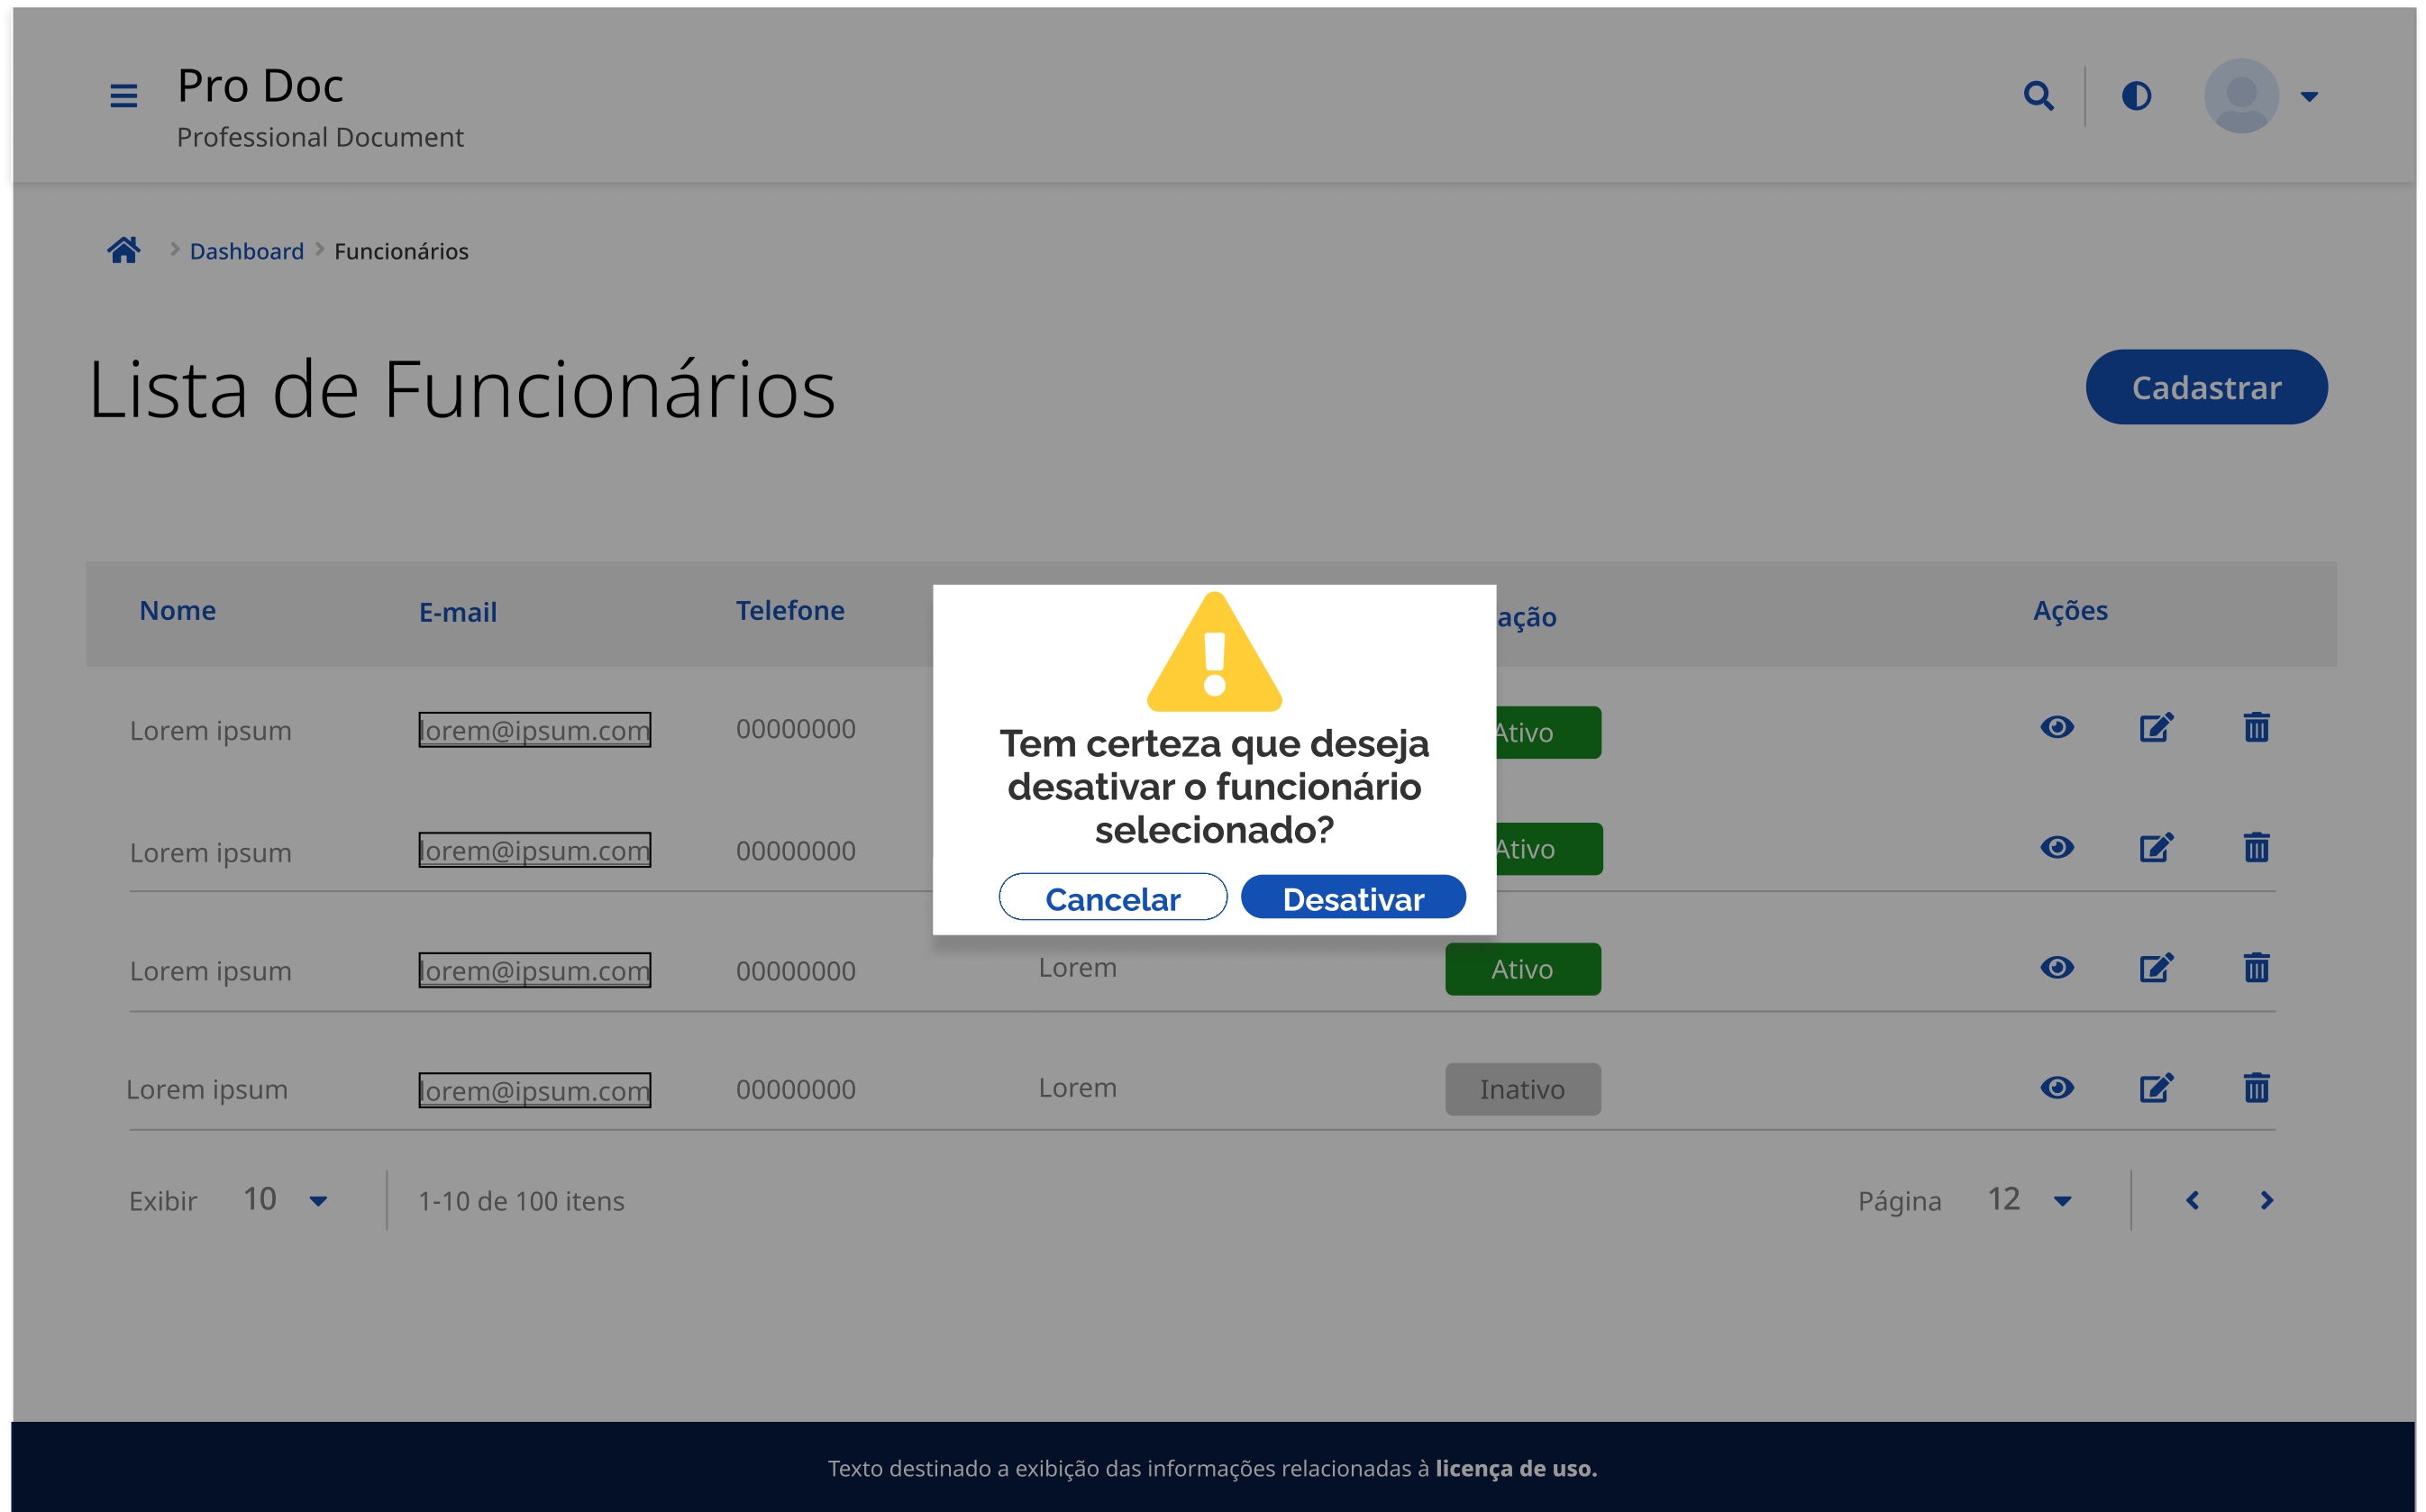 Pro Doc
Professional Document
Dashboard Funcionários
Lista de Funcionários
Cadastrar
Nome E-mail Telefone ação Ações
Lorem ipsum lorem@ipsum.com 00000000 Ativo
Lorem ipsum lorem@ipsum.com 00000000 Ativo
Lorem ipsum lorem@ipsum.com 00000000 Lorem Ativo
Lorem ipsum lorem@ipsum.com 00000000 Lorem Inativo
Tem certeza que deseja
desativar o funcionário
selecionado?
Cancelar Desativar
Exibir 10 1-10 de 100 itens Página 12
Texto destinado a exibição das informações relacionadas à licença de uso.